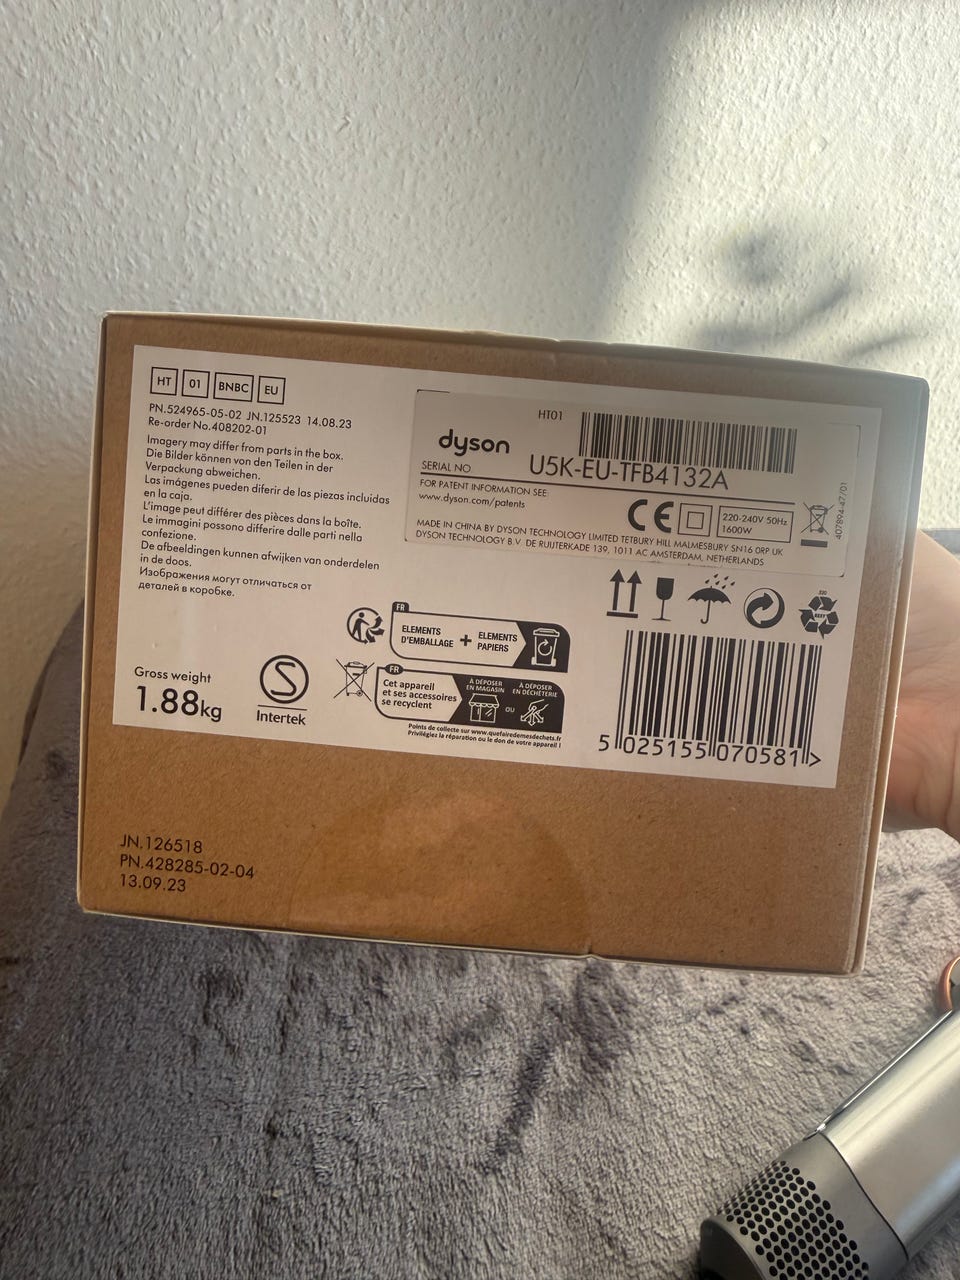 HT 01 BNBC EU
PN.524965-05-02 JN.125523 14.08.23
Re-order No.408202-01
Imagery may differ from parts in the box.
Die Bilder können von den Teilen in der
Verpackung abweichen.
Las imágenes pueden diferir de las piezas incluidas
en la caja.
L'image peut différer des pièces dans la boîte.
Le immagini possono differire dalle parti nella
confezione.
De afbeeldingen kunnen afwijken van onderdelen
in de doos.
Изображения могут отличаться от
деталей в коробке.
Gross weight
1.88kg
S
Intertek
HT01
dyson
SERIAL NO
U5K-EU-TFB4132A
FOR PATENT INFORMATION SEE:
www.dyson.com/patents
CE
220-240V 50Hz
1600W
407894-47/01
MADE IN CHINA BY DYSON TECHNOLOGY LIMITED TETBURY HILL MALMESBURY SN16 0RP UK
DYSON TECHNOLOGY B.V. DE RUIJTERKADE 139, 1011 AC AMSTERDAM, NETHERLANDS
FR
ELEMENTS
D'EMBALLAGE
+
ELEMENTS
PAPIERS
FR
Cet appareil
et ses accessoires
se recyclent
À DÉPOSER
EN MAGASIN
OU
À DÉPOSER
EN DÉCHÈTERIE
Points de collecte sur www.quefairedemesdechets.fr
Privilégiez la réparation ou le don de votre appareil !
5 025155 070581 >
JN.126518
PN.428285-02-04
13.09.23